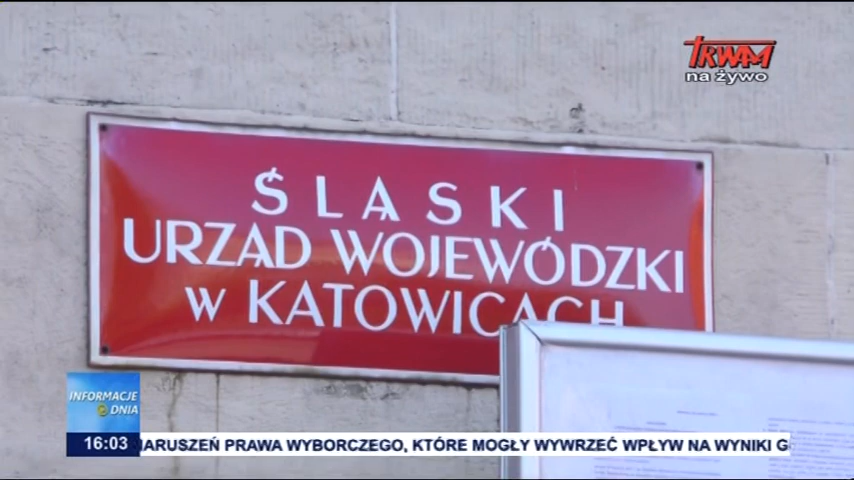 TRWAM
na żywo
ŚLĄSKI
URZĄD WOJEWÓDZKI
w KATOWICACH
INFORMACJE
DNIA
16:03 NARUSZEŃ PRAWA WYBORCZEGO, KTÓRE MOGŁY WYWRZEĆ WPŁYW NA WYNIKI